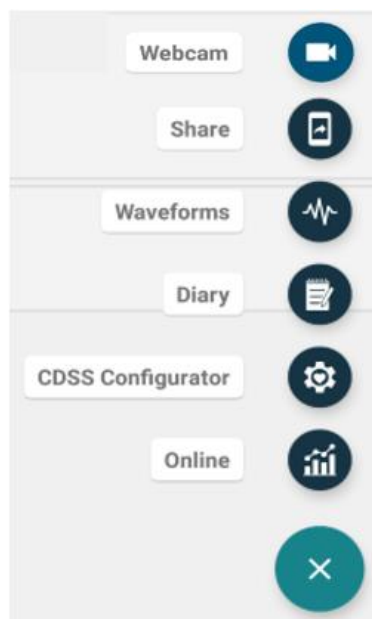 Webcam
Share
Waveforms
Diary
CDSS Configurator
Online